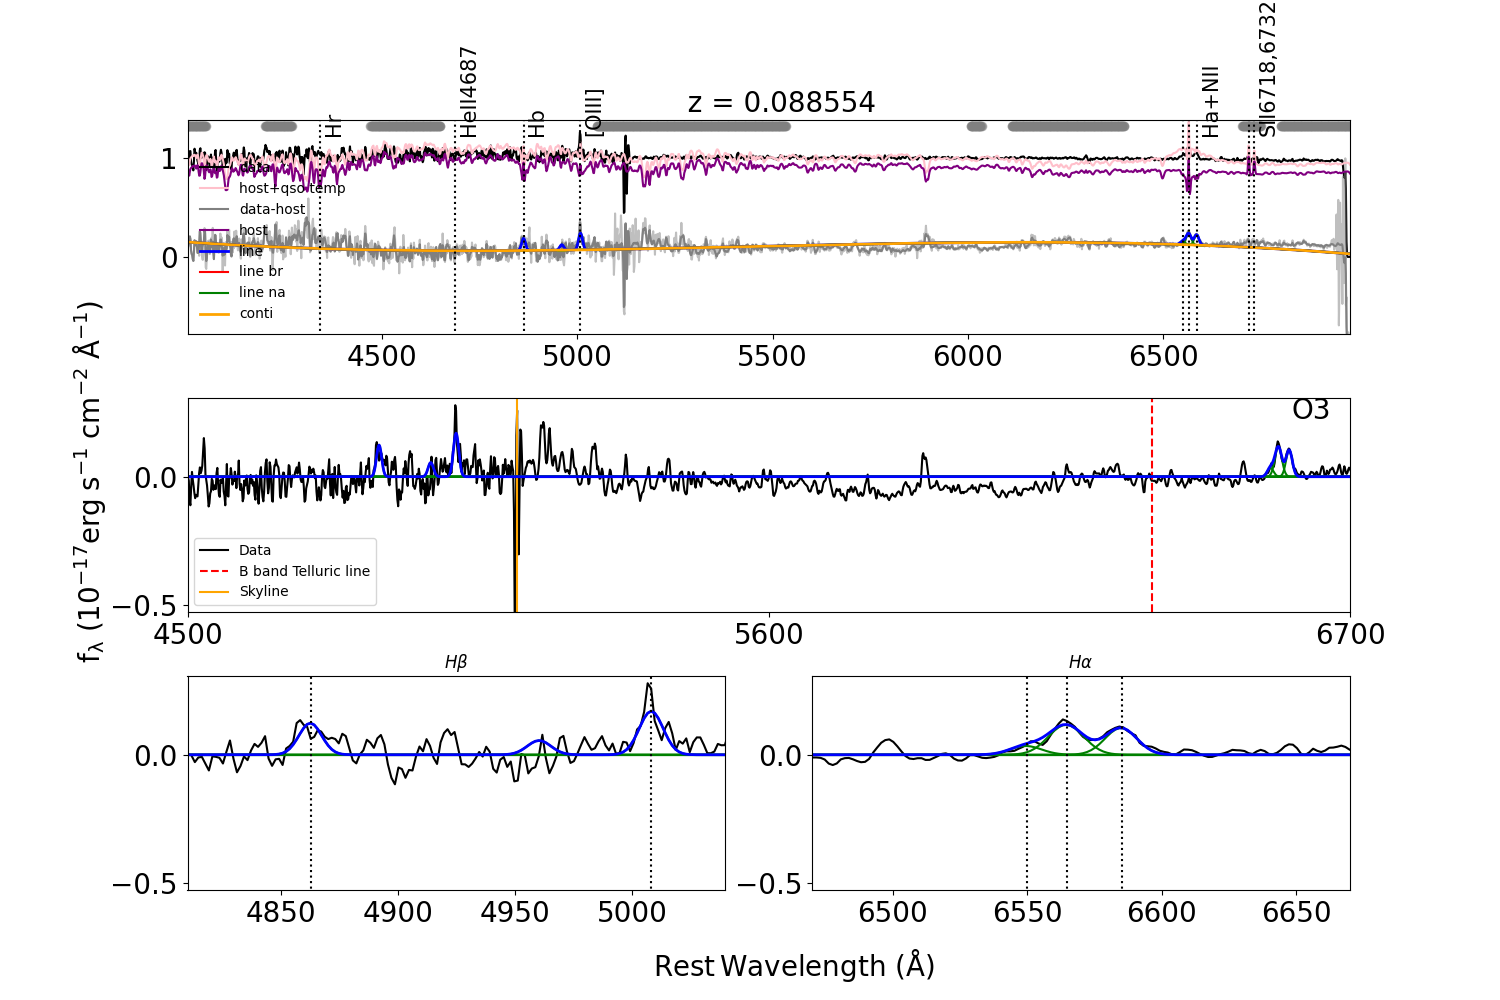 z = 0.088554
Hr
HeII4687
Hb
[OIII]
Ha+NII
SII6718,6732
1
0
data
host+qso temp
data-host
host
line
line br
line na
conti
4500
5000
5500
6000
6500
fλ (10⁻¹⁷erg s⁻¹ cm⁻² Å⁻¹)
O3
0.0
−0.5
Data
B band Telluric line
Skyline
4500
5600
6700
Hβ
0.0
−0.5
4850
4900
4950
5000
Hα
0.0
−0.5
6500
6550
6600
6650
Rest Wavelength (Å)